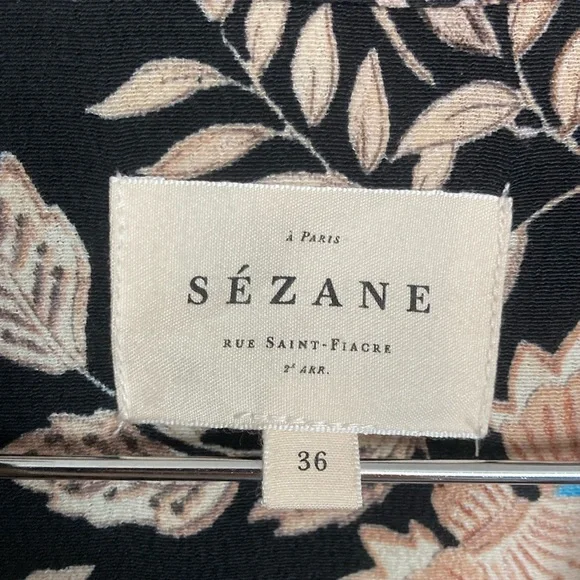 à Paris
SÉZANE
RUE SAINT-FIACRE
2ᵉ ARR.
36